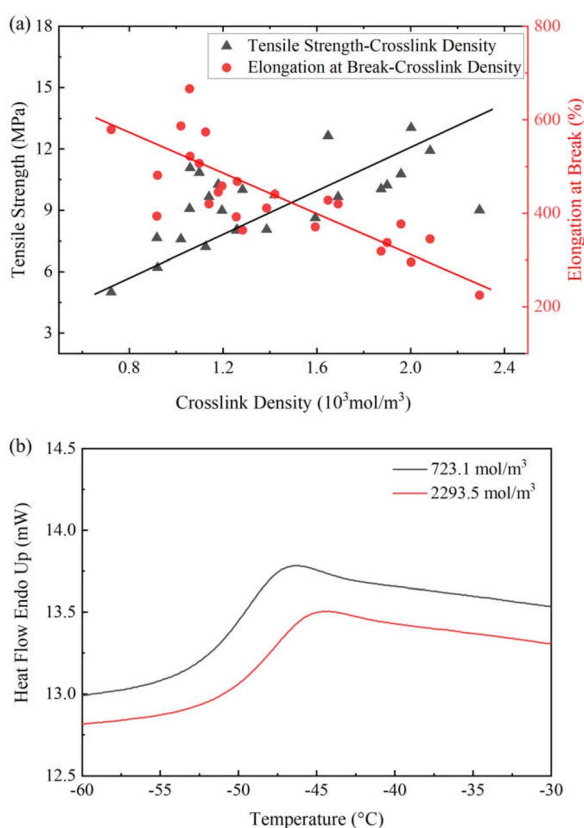 (a)
Tensile Strength-Crosslink Density
Elongation at Break-Crosslink Density
18
15
12
9
6
3
Tensile Strength (MPa)
800
600
400
200
Elongation at Break (%)
0.8 1.2 1.6 2.0 2.4
Crosslink Density (10³mol/m³)
(b)
723.1 mol/m³
2293.5 mol/m³
14.5
14.0
13.5
13.0
12.5
Heat Flow Endo Up (mW)
-60 -55 -50 -45 -40 -35 -30
Temperature (°C)